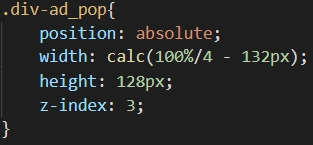 .div-ad_pop{
    position: absolute;
    width: calc(100%/4 - 132px);
    height: 128px;
    z-index: 3;
}